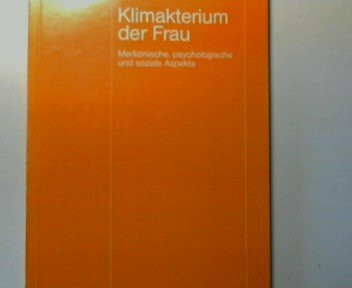 Klimakterium
der Frau
Medizinische, psychologische
und soziale Aspekte